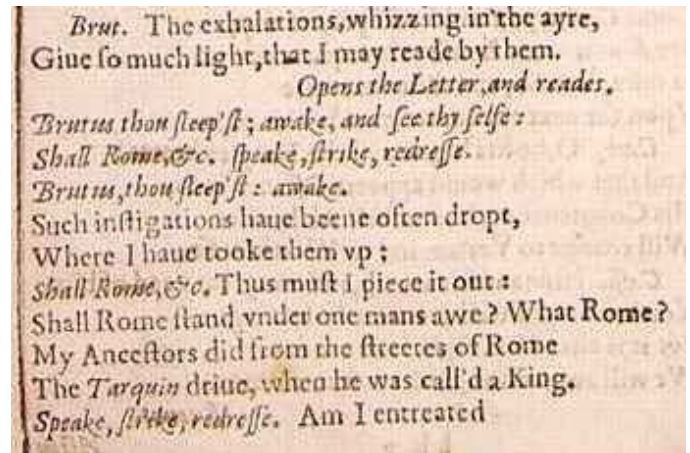 Brut. The exhalations, whizzing in the ayre,
Giue ſo much light, that I may reade by them.
Opens the Letter, and reades.
Brutus thou ſleep'ſt; awake, and ſee thy ſelfe:
Shall Rome, &c. ſpeake, ſtrike, redreſſe.
Brutus, thou ſleep'ſt: awake.
Such inſtigations haue beene often dropt,
Where I haue tooke them vp:
Shall Rome, &c. Thus muſt I piece it out:
Shall Rome ſtand vnder one mans awe? What Rome?
My Anceſtors did from the ſtreetes of Rome
The Tarquin driue, when he was call'd a King.
Speake, ſtrike, redreſſe. Am I entreated